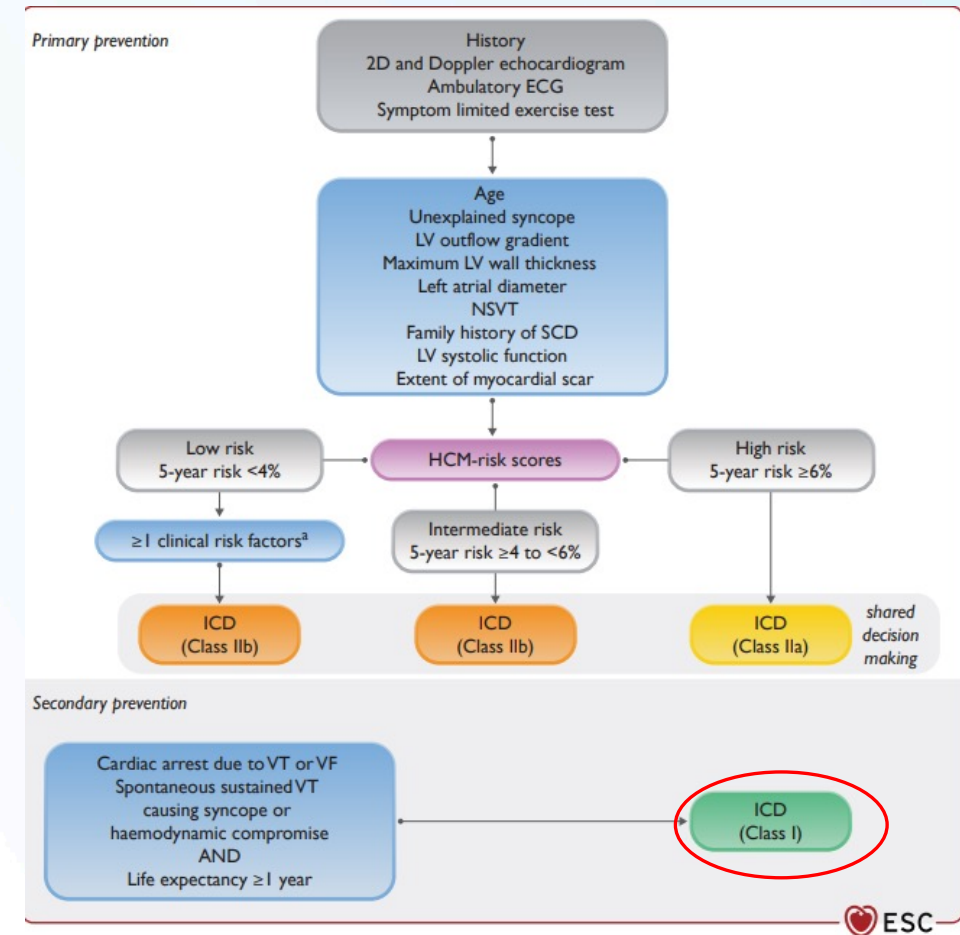 Primary prevention
History
2D and Doppler echocardiogram
Ambulatory ECG
Symptom limited exercise test
Age
Unexplained syncope
LV outflow gradient
Maximum LV wall thickness
Left atrial diameter
NSVT
Family history of SCD
LV systolic function
Extent of myocardial scar
Low risk
5-year risk <4%
HCM-risk scores
High risk
5-year risk ≥6%
≥1 clinical risk factorsᵃ
Intermediate risk
5-year risk ≥4 to <6%
ICD
(Class IIb)
ICD
(Class IIb)
ICD
(Class IIa)
shared
decision
making
Secondary prevention
Cardiac arrest due to VT or VF
Spontaneous sustained VT
causing syncope or
haemodynamic compromise
AND
Life expectancy ≥1 year
ICD
(Class I)
ESC